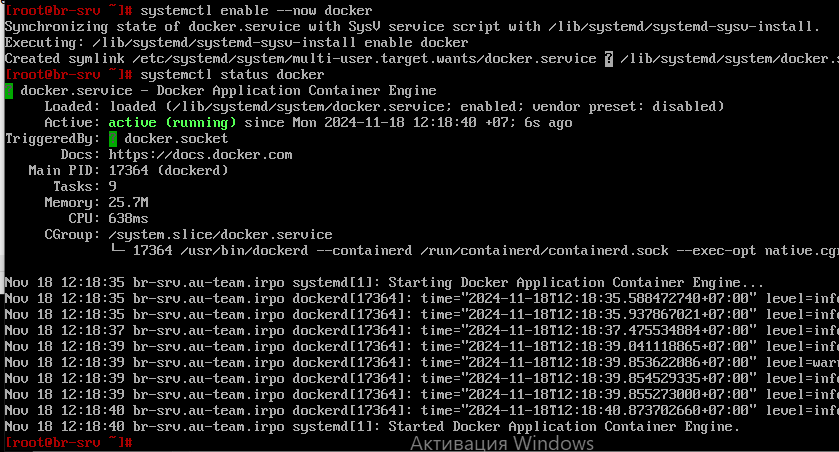 [root@br-srv ~]# systemctl enable --now docker
Synchronizing state of docker.service with SysV service script with /lib/systemd/systemd-sysv-install.
Executing: /lib/systemd/systemd-sysv-install enable docker
Created symlink /etc/systemd/system/multi-user.target.wants/docker.service ? /lib/systemd/system/docker.s
[root@br-srv ~]# systemctl status docker
? docker.service - Docker Application Container Engine
Loaded: loaded (/lib/systemd/system/docker.service; enabled; vendor preset: disabled)
Active: active (running) since Mon 2024-11-18 12:18:40 +07; 6s ago
TriggeredBy: ? docker.socket
Docs: https://docs.docker.com
Main PID: 17364 (dockerd)
Tasks: 9
Memory: 25.7M
CPU: 638ms
CGroup: /system.slice/docker.service
└─ 17364 /usr/bin/dockerd --containerd /run/containerd/containerd.sock --exec-opt native.cgr
Nov 18 12:18:35 br-srv.au-team.irpo systemd[1]: Starting Docker Application Container Engine...
Nov 18 12:18:35 br-srv.au-team.irpo dockerd[17364]: time="2024-11-18T12:18:35.588472740+07:00" level=info
Nov 18 12:18:35 br-srv.au-team.irpo dockerd[17364]: time="2024-11-18T12:18:35.937867021+07:00" level=info
Nov 18 12:18:37 br-srv.au-team.irpo dockerd[17364]: time="2024-11-18T12:18:37.475534884+07:00" level=info
Nov 18 12:18:39 br-srv.au-team.irpo dockerd[17364]: time="2024-11-18T12:18:39.041118865+07:00" level=info
Nov 18 12:18:39 br-srv.au-team.irpo dockerd[17364]: time="2024-11-18T12:18:39.853622086+07:00" level=warn
Nov 18 12:18:39 br-srv.au-team.irpo dockerd[17364]: time="2024-11-18T12:18:39.854529335+07:00" level=info
Nov 18 12:18:39 br-srv.au-team.irpo dockerd[17364]: time="2024-11-18T12:18:39.855273000+07:00" level=info
Nov 18 12:18:40 br-srv.au-team.irpo dockerd[17364]: time="2024-11-18T12:18:40.873702660+07:00" level=info
Nov 18 12:18:40 br-srv.au-team.irpo systemd[1]: Started Docker Application Container Engine.
[root@br-srv ~]#
Активация Windows